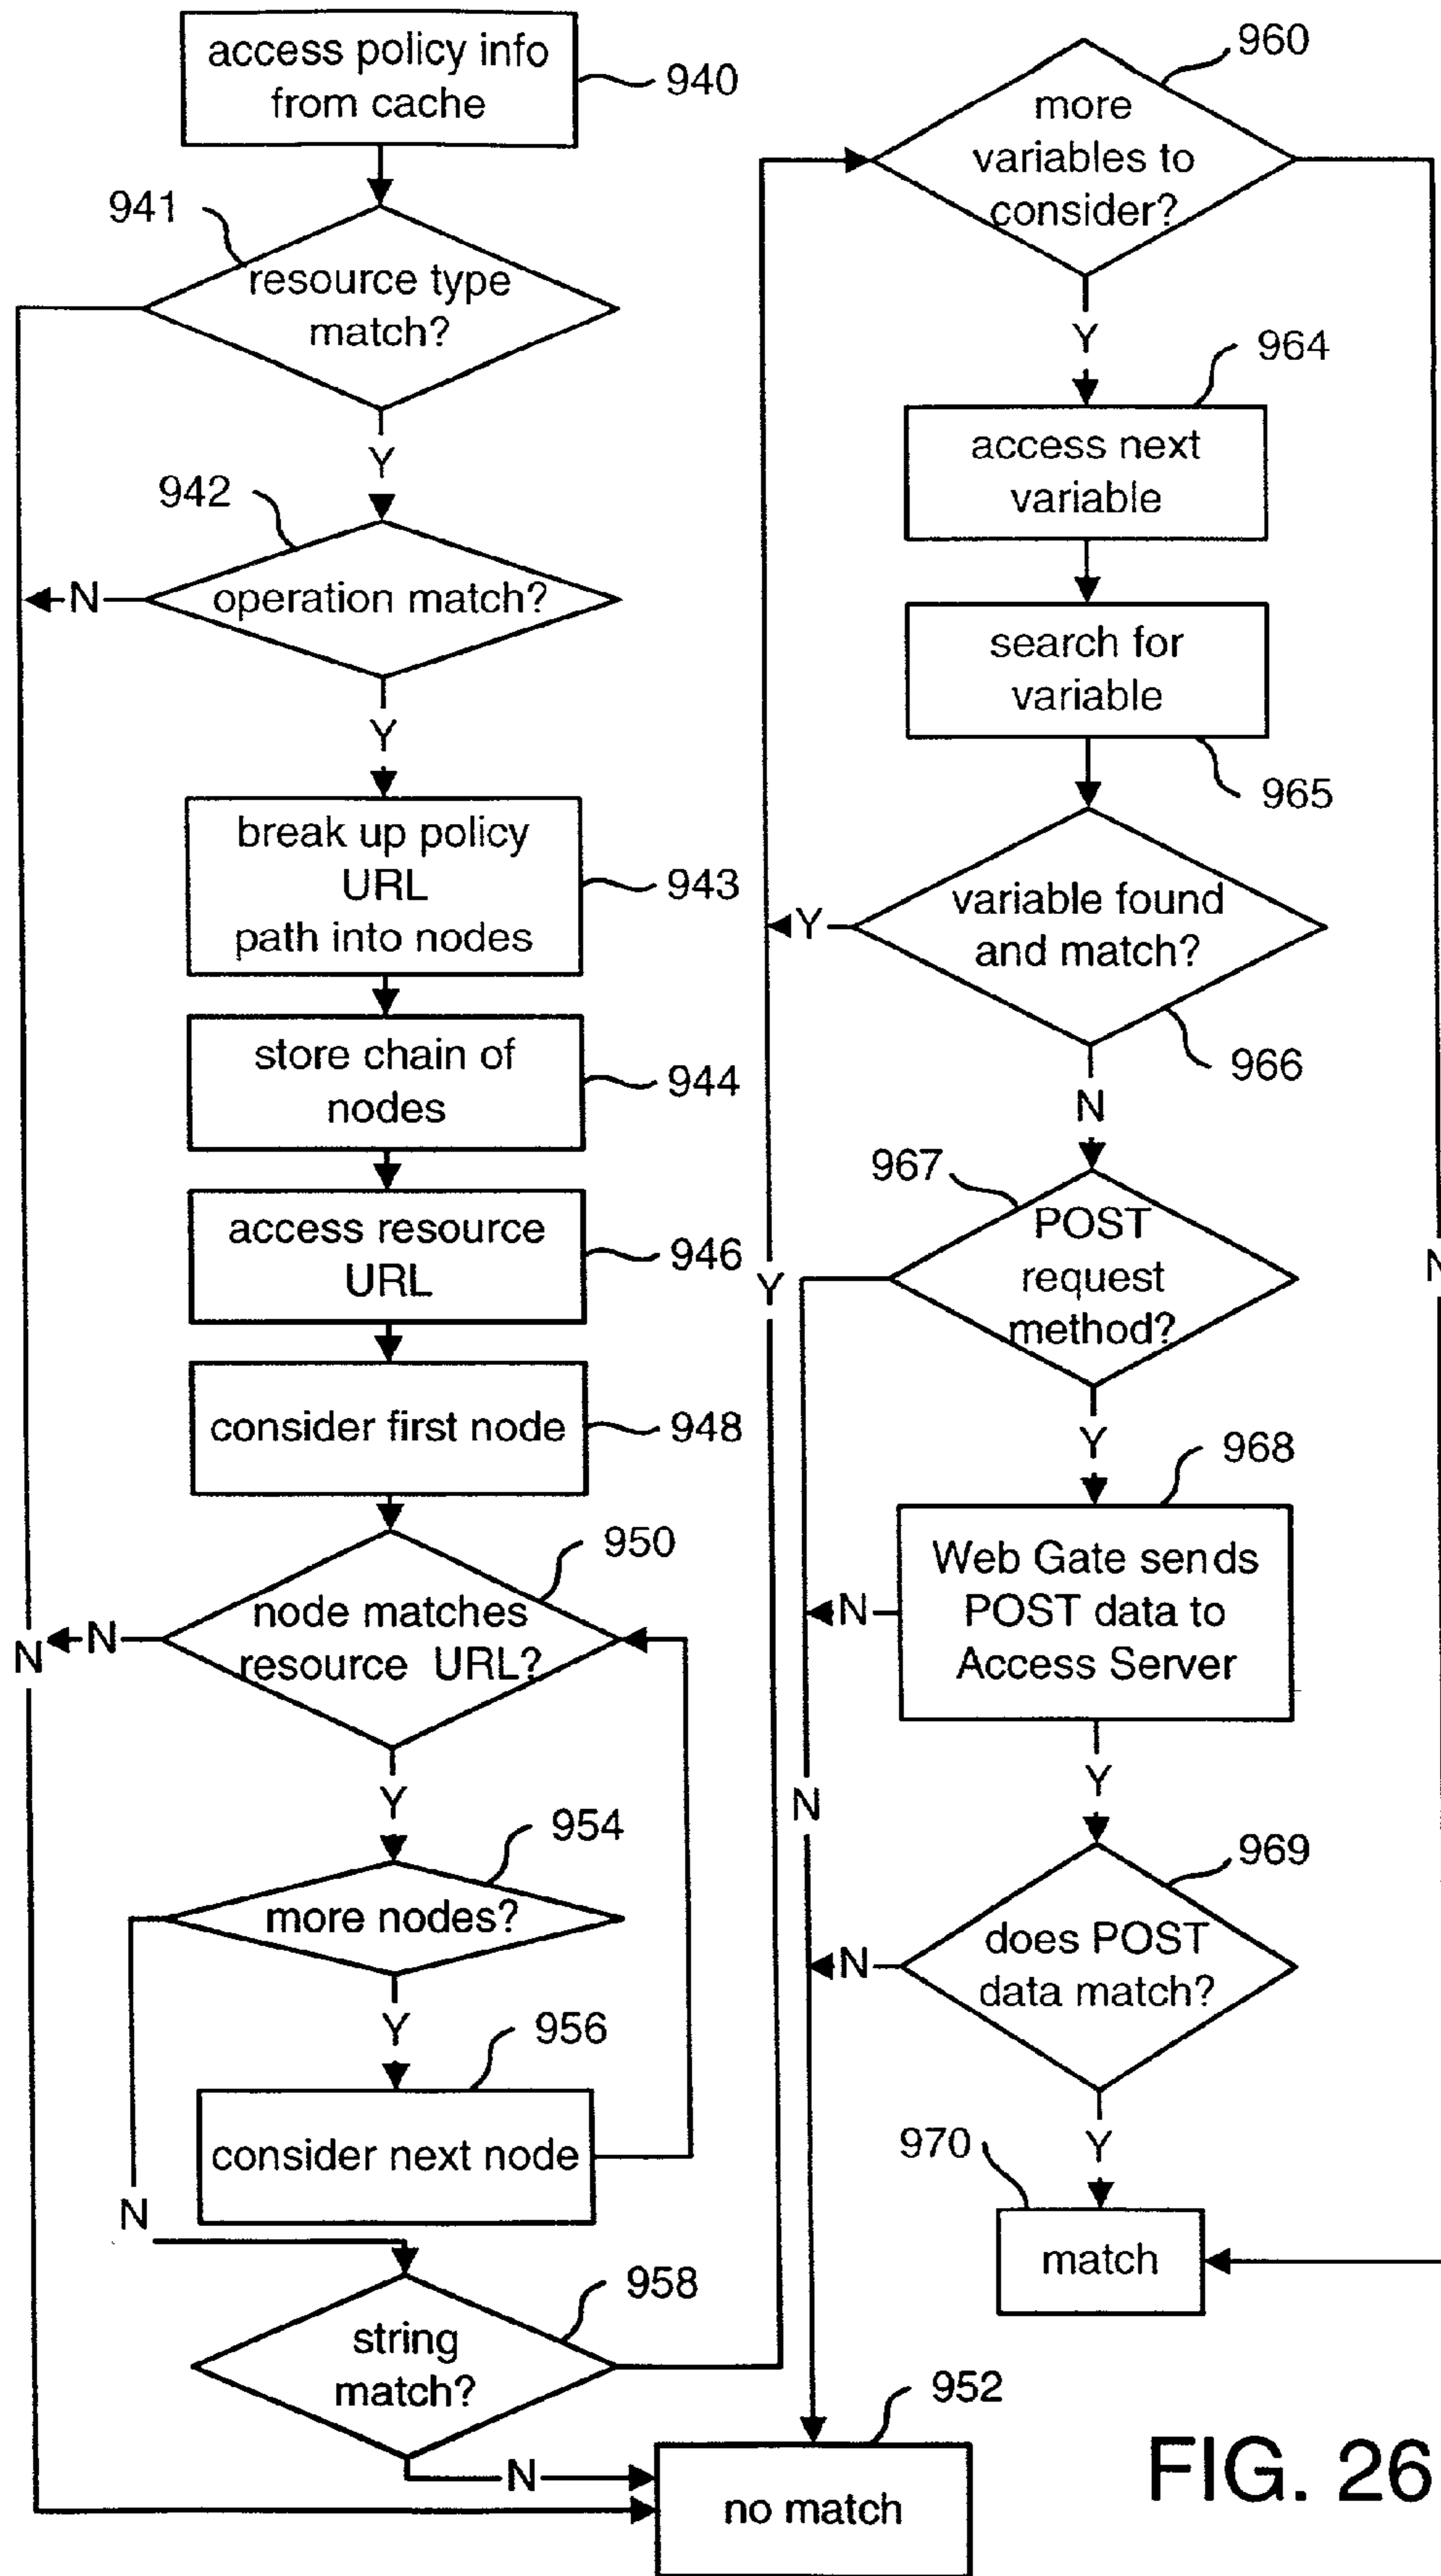 access policy info
from cache
940
941
resource type
match?
Y
942
operation match?
N
Y
break up policy
URL
path into nodes
943
store chain of
nodes
944
access resource
URL
946
consider first node
948
950
node matches
resource URL?
N
N
Y
954
more nodes?
Y
956
consider next node
N
958
string
match?
N
960
more
variables to
consider?
Y
964
access next
variable
search for
variable
965
variable found
and match?
Y
966
N
967
POST
request
method?
Y
N
Y
968
Web Gate sends
POST data to
Access Server
N
Y
N
969
does POST
data match?
N
Y
970
match
952
no match
FIG. 26